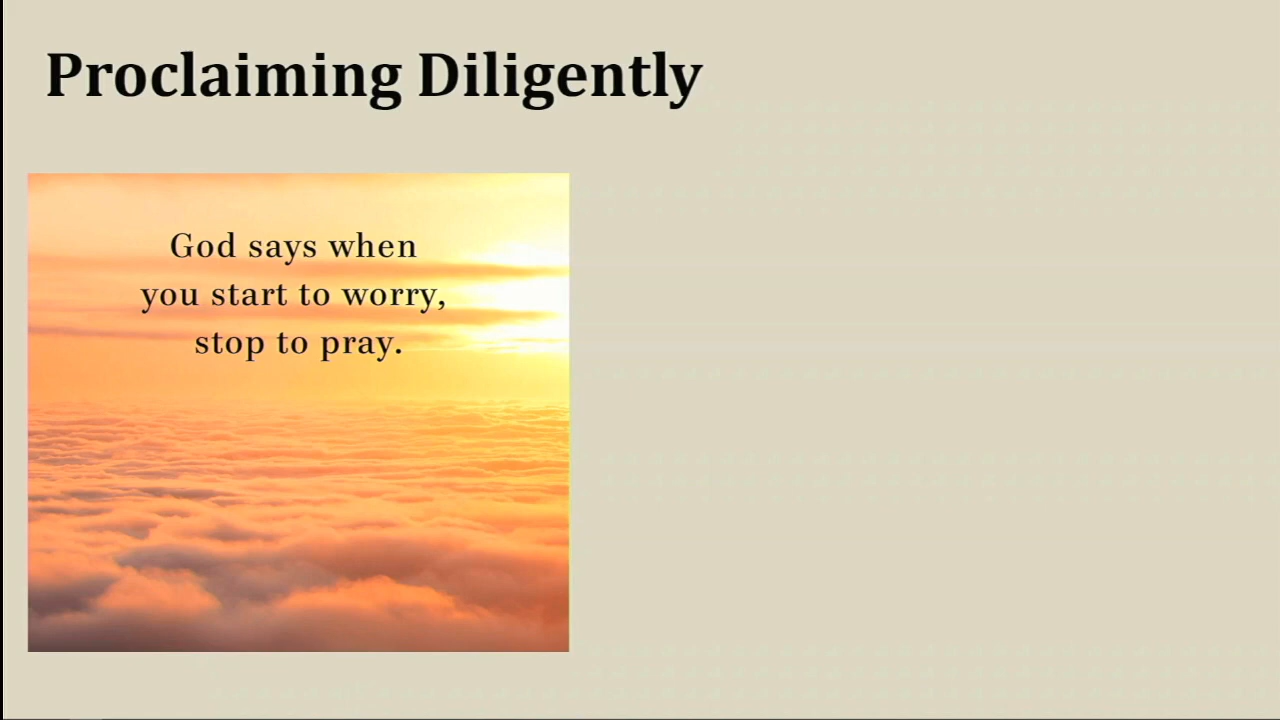 Proclaiming Diligently
God says when
you start to worry,
stop to pray.